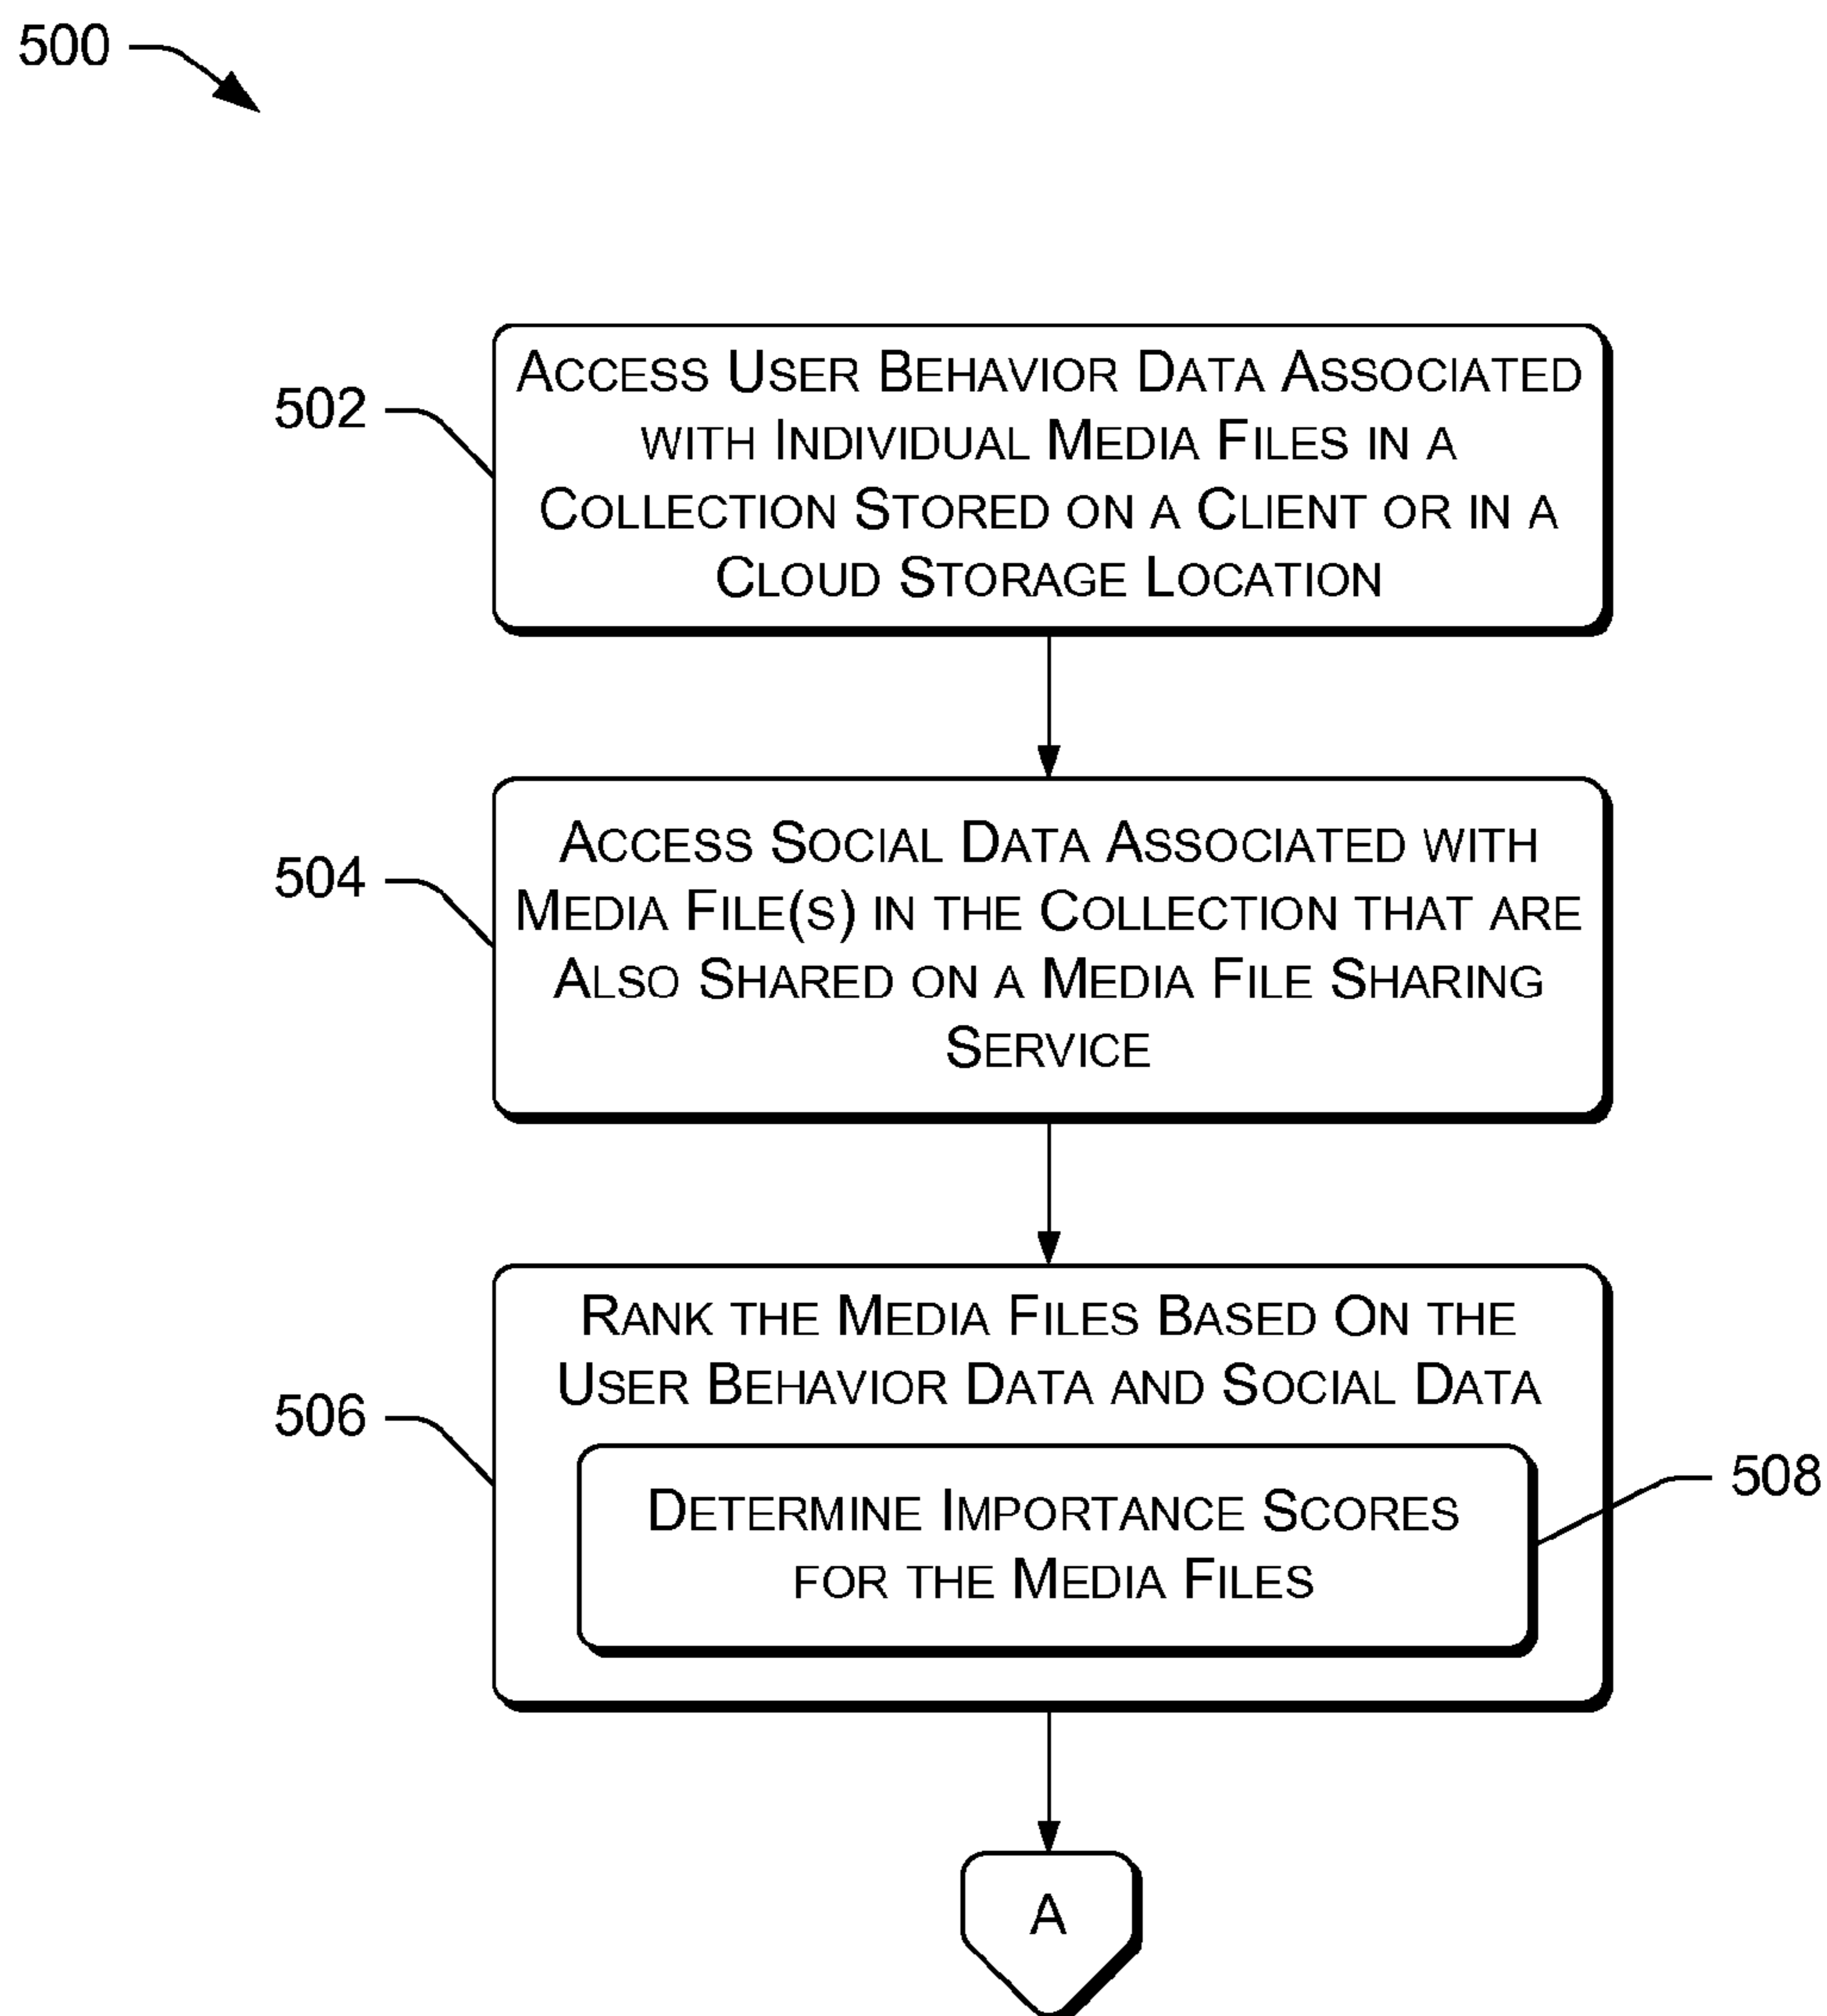 500
502
ACCESS USER BEHAVIOR DATA ASSOCIATED
WITH INDIVIDUAL MEDIA FILES IN A
COLLECTION STORED ON A CLIENT OR IN A
CLOUD STORAGE LOCATION
504
ACCESS SOCIAL DATA ASSOCIATED WITH
MEDIA FILE(S) IN THE COLLECTION THAT ARE
ALSO SHARED ON A MEDIA FILE SHARING
SERVICE
506
RANK THE MEDIA FILES BASED ON THE
USER BEHAVIOR DATA AND SOCIAL DATA
508
DETERMINE IMPORTANCE SCORES
FOR THE MEDIA FILES
A